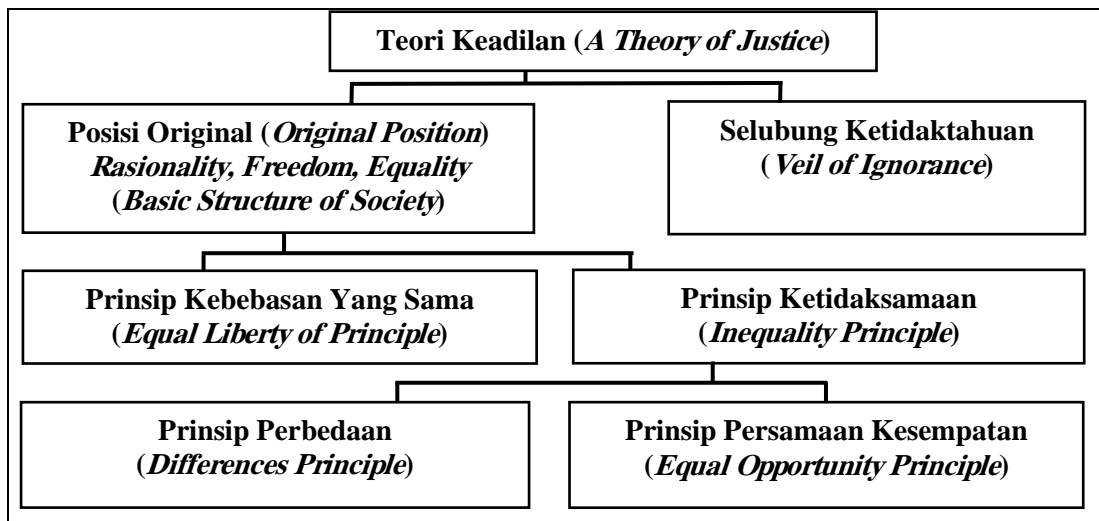 Teori Keadilan (A Theory of Justice)
Posisi Original (Original Position)
Rasionality, Freedom, Equality
(Basic Structure of Society)
Selubung Ketidaktahuan
(Veil of Ignorance)
Prinsip Kebebasan Yang Sama
(Equal Liberty of Principle)
Prinsip Ketidaksamaan
(Inequality Principle)
Prinsip Perbedaan
(Differences Principle)
Prinsip Persamaan Kesempatan
(Equal Opportunity Principle)